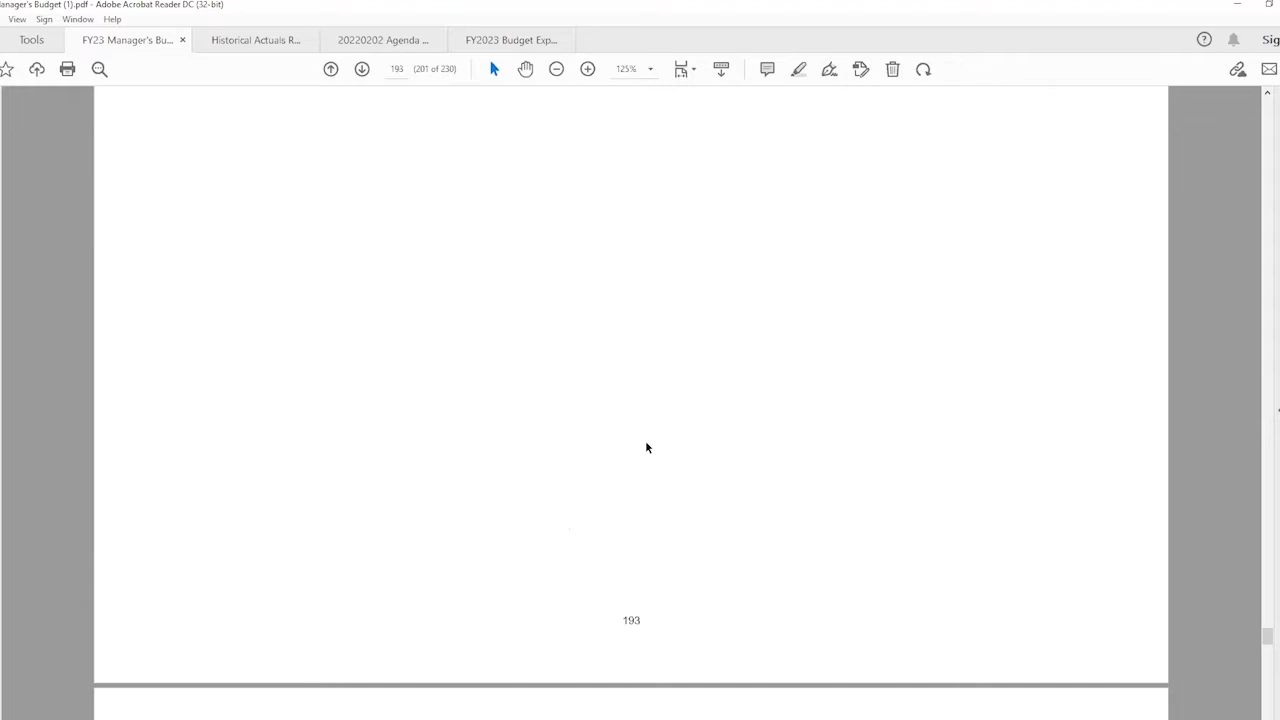 anager's Budget (1).pdf - Adobe Acrobat Reader DC (32-bit)
View Sign Window Help
Tools FY23 Manager's Bu... × Historical Actuals R... 20220202 Agenda ... FY2023 Budget Exp... ? Sig
193 (201 of 230) 125%
193